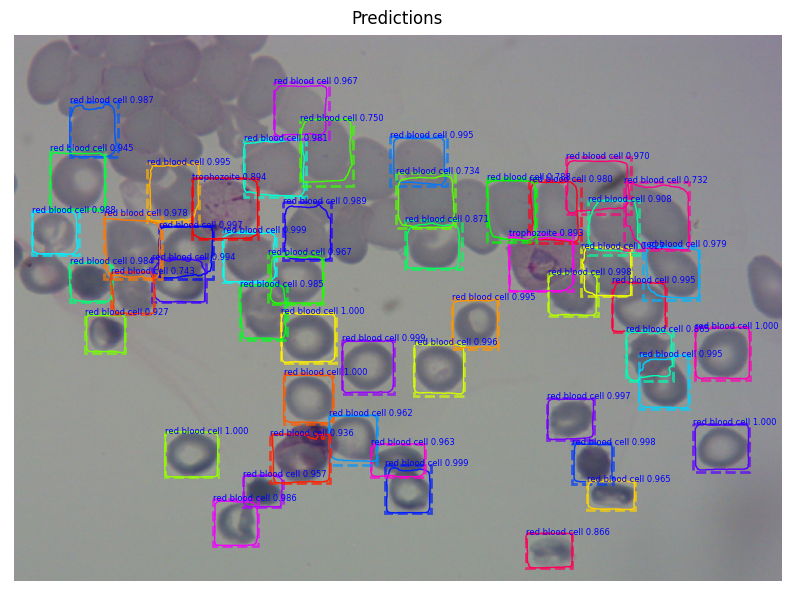 Predictions
red blood cell 0.967
red blood cell 0.987
red blood cell 0.750
red blood cell 0.995
red blood cell 0.981
red blood cell 0.945
red blood cell 0.970
red blood cell 0.995
red blood cell 0.734
trophozoite 0.894
red blood cell 0.788
red blood cell 0.980
red blood cell 0.732
red blood cell 0.989
red blood cell 0.908
red blood cell 0.988
red blood cell 0.978
red blood cell 0.871
red blood cell 0.997
red blood cell 0.999
trophozoite 0.893
red blood cell 0.979
red blood cell 0.967
red blood cell 0.994
red blood cell 0.984
red blood cell 0.743
red blood cell 0.998
red blood cell 0.985
red blood cell 0.995
red blood cell 0.995
red blood cell 1.000
red blood cell 0.927
red blood cell 1.000
red blood cell 0.999
red blood cell 0.996
red blood cell 0.995
red blood cell 1.000
red blood cell 0.997
red blood cell 0.962
red blood cell 1.000
red blood cell 1.000
red blood cell 0.936
red blood cell 0.963
red blood cell 0.998
red blood cell 0.999
red blood cell 0.957
red blood cell 0.965
red blood cell 0.986
red blood cell 0.866